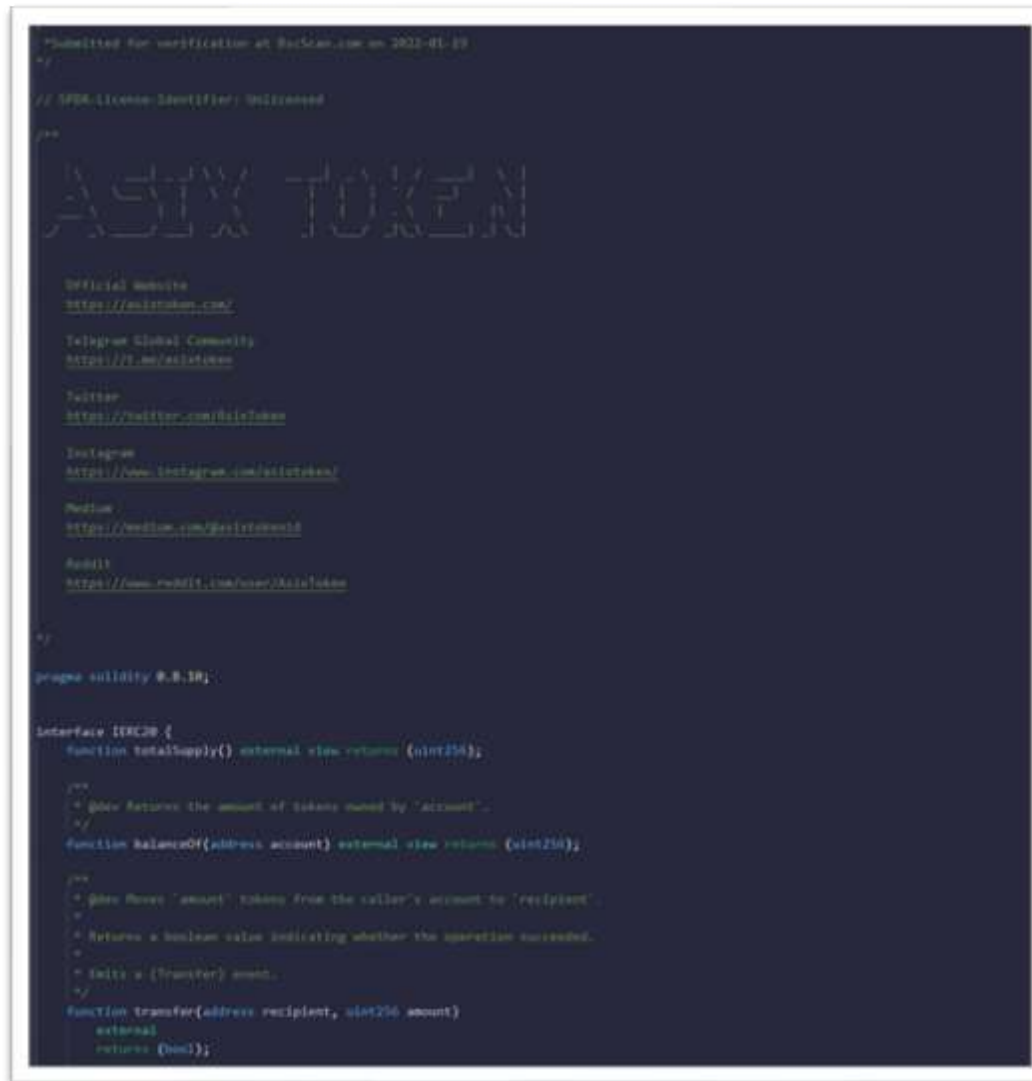 *Submitted for verification at BscScan.com on 2022-01-19
*/
// SPDX-License-Identifier: Unlicensed
/**
ASIX TOKEN
Official Website
https://asixtoken.com/
Telegram Global Community
https://t.me/asixtoken
Twitter
https://twitter.com/AsixToken
Instagram
https://www.instagram.com/asixtoken/
Medium
https://medium.com/@asixtokenid
Reddit
https://www.reddit.com/user/AsixToken
*/
pragma solidity 0.8.10;
interface IERC20 {
function totalSupply() external view returns (uint256);
/**
* @dev Returns the amount of tokens owned by `account`.
*/
function balanceOf(address account) external view returns (uint256);
/**
* @dev Moves `amount` tokens from the caller's account to `recipient`.
*
* Returns a boolean value indicating whether the operation succeeded.
*
* Emits a {Transfer} event.
*/
function transfer(address recipient, uint256 amount)
external
returns (bool);